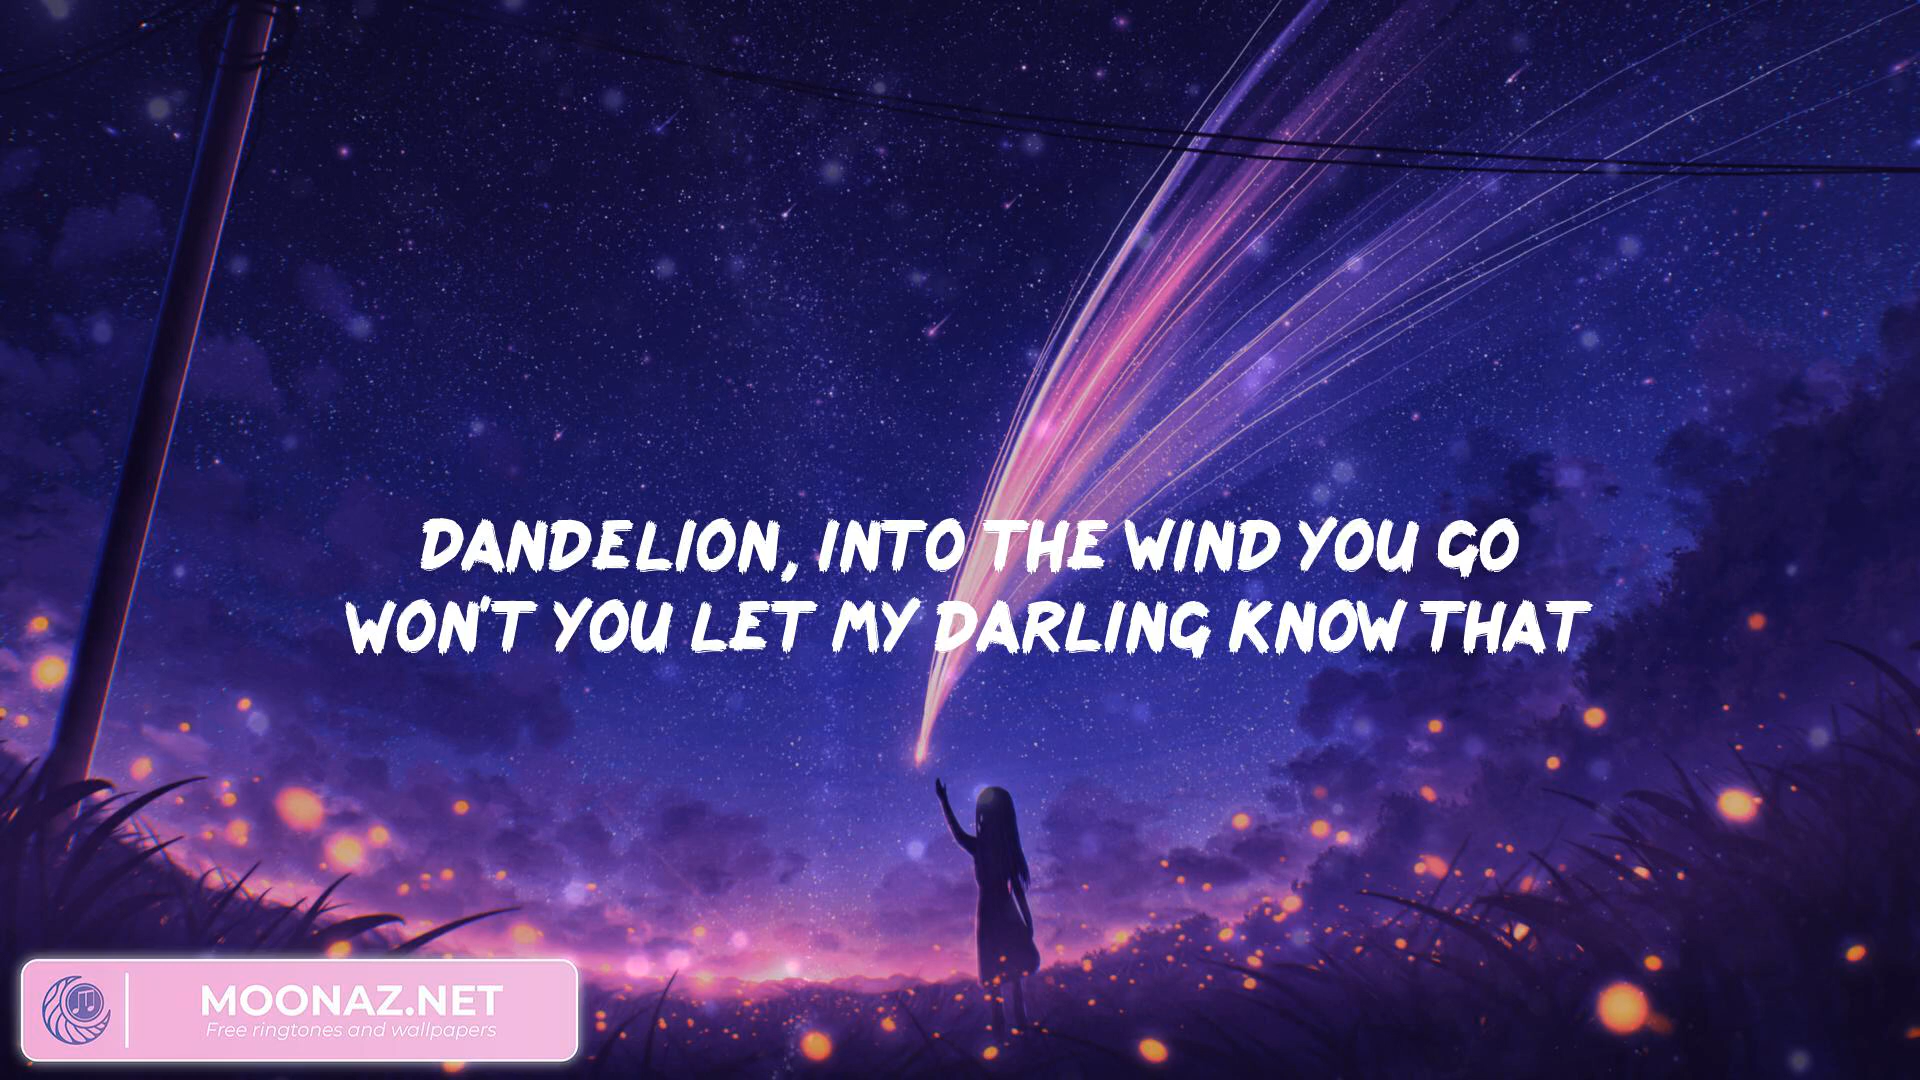 DANDELION, INTO THE WIND YOU GO
WON'T YOU LET MY DARLING KNOW THAT
MOONAZ.NET
Free ringtones and wallpapers